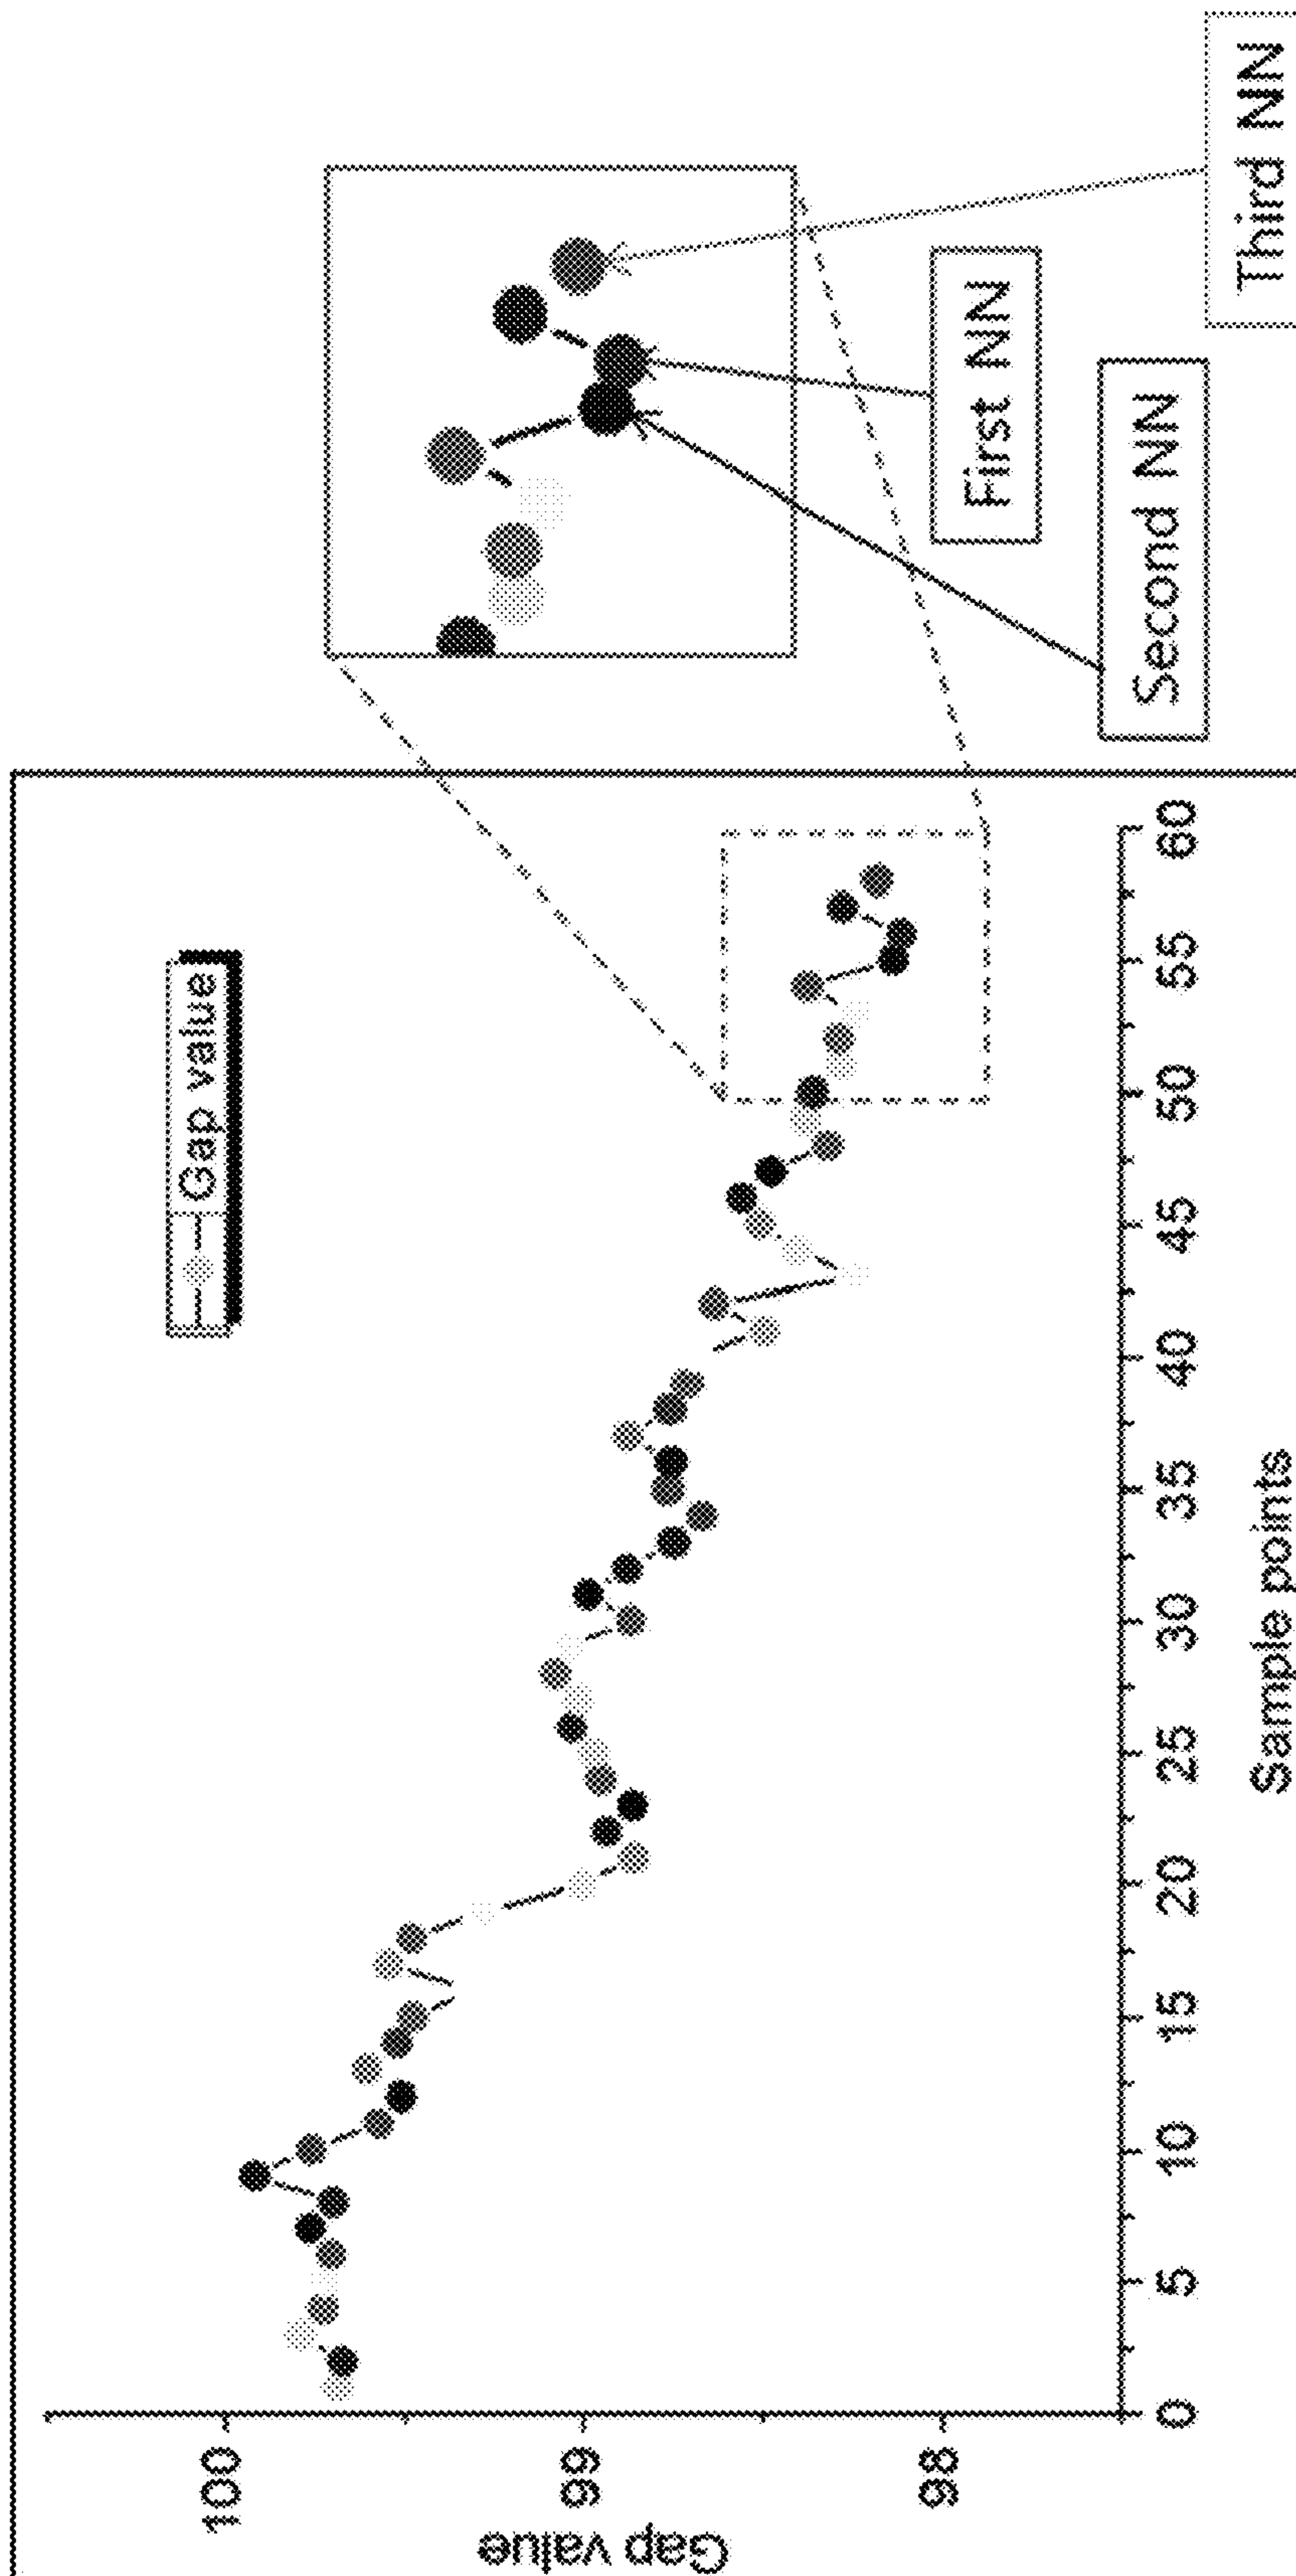 Gap value
100
99
98
Gap value
0 5 10 15 20 25 30 35 40 45 50 55 60
Sample points
Second NN
First NN
Third NN